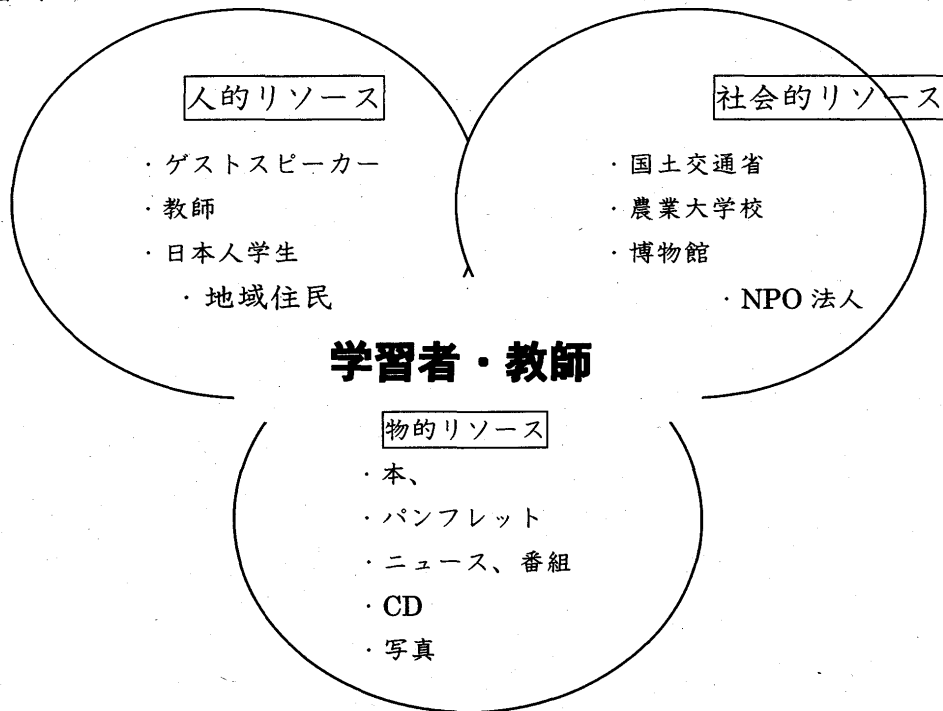 人的リソース
・ゲストスピーカー
・教師
・日本人学生
・地域住民
社会的リソース
・国土交通省
・農業大学校
・博物館
・NPO 法人
学習者・教師
物的リソース
・本、
・パンフレット
・ニュース、番組
・CD
・写真